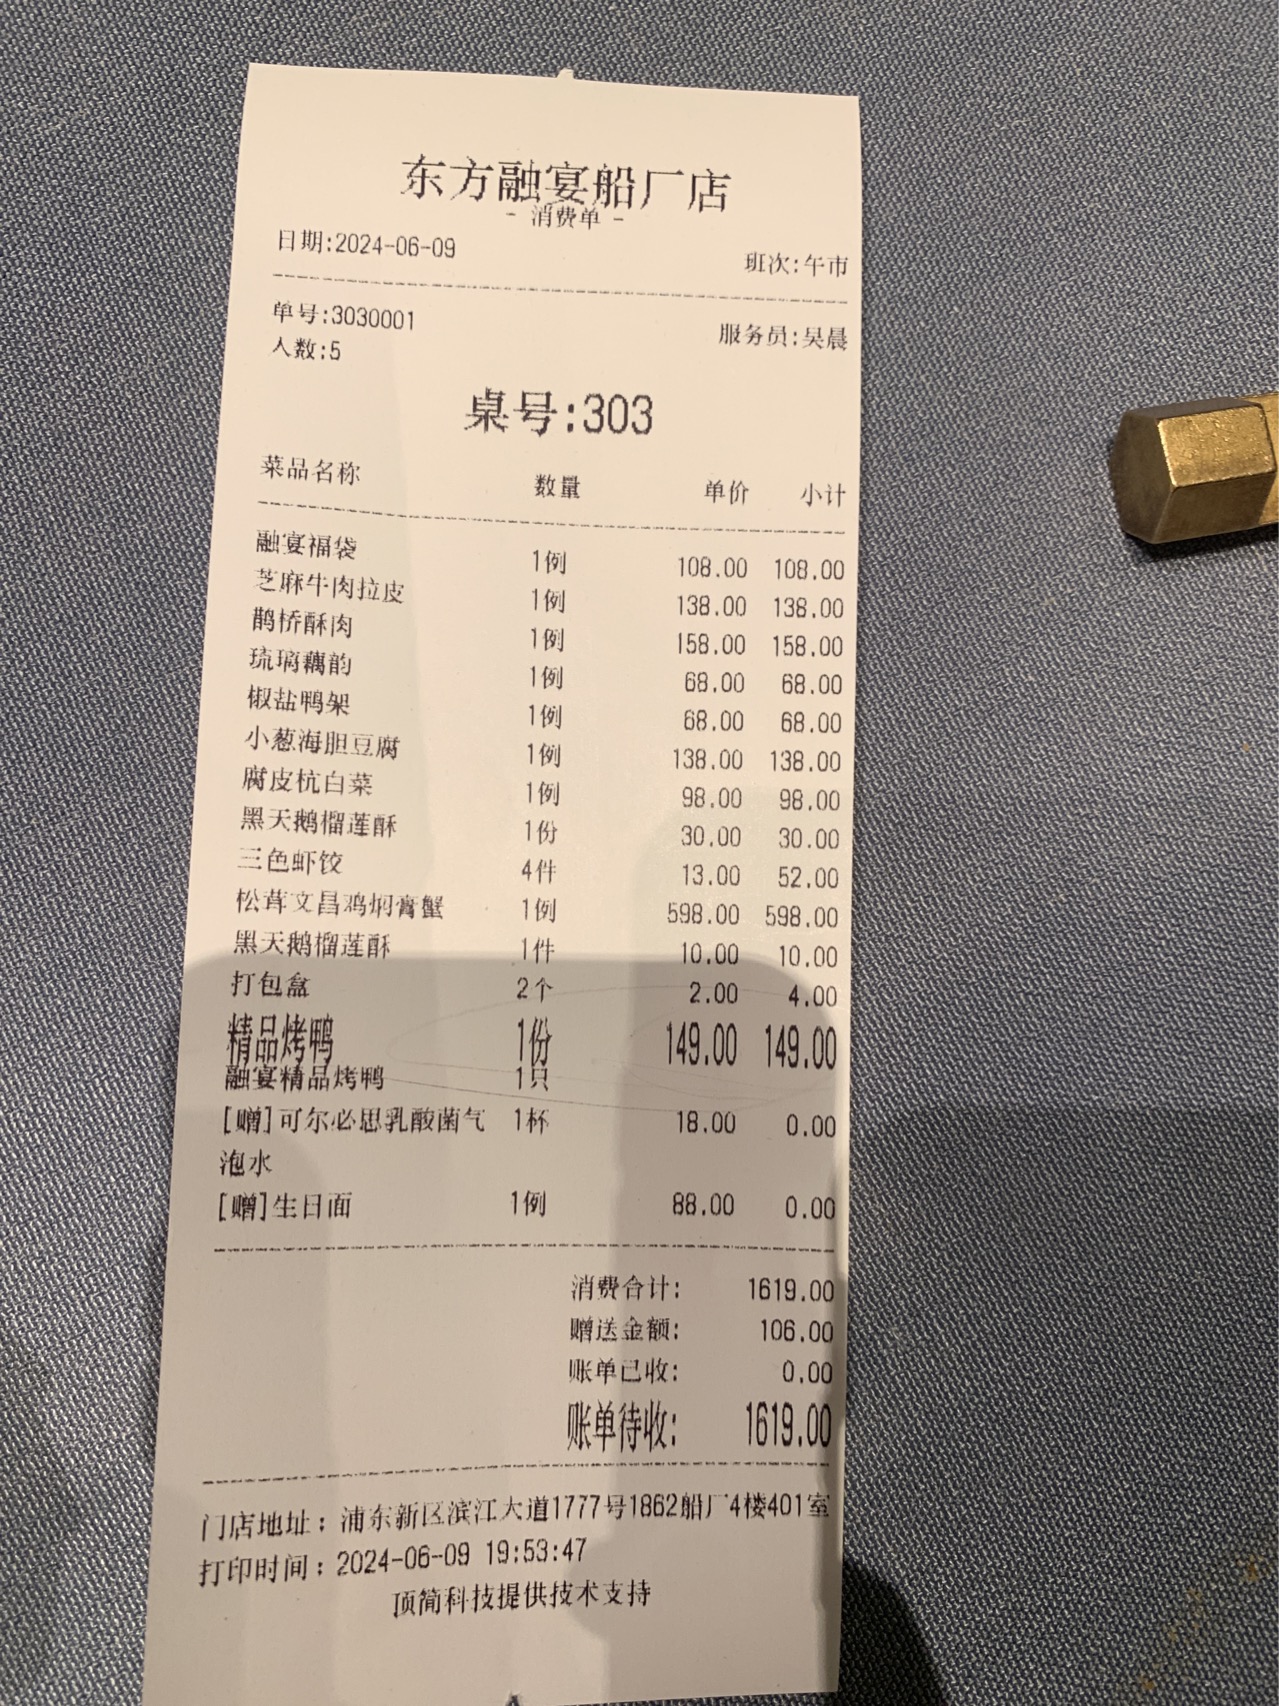 东方融宴船厂店
- 消费单 -
日期:2024-06-09 班次:午市
单号:3030001 服务员:吴晨
人数:5
桌号:303
菜品名称 数量 单价 小计
融宴福袋 1例 108.00 108.00
芝麻牛肉拉皮 1例 138.00 138.00
鹊桥酥肉 1例 158.00 158.00
琉璃藕韵 1例 68.00 68.00
椒盐鸭架 1例 68.00 68.00
小葱海胆豆腐 1例 138.00 138.00
腐皮杭白菜 1例 98.00 98.00
黑天鹅榴莲酥 1份 30.00 30.00
三色虾饺 4件 13.00 52.00
松茸文昌鸡焖膏蟹 1例 598.00 598.00
黑天鹅榴莲酥 1件 10.00 10.00
打包盒 2个 2.00 4.00
精品烤鸭 1份 149.00 149.00
融宴精品烤鸭 1只
[赠]可尔必思乳酸菌气 1杯 18.00 0.00
泡水
[赠]生日面 1例 88.00 0.00
消费合计: 1619.00
赠送金额: 106.00
账单已收: 0.00
账单待收: 1619.00
门店地址：浦东新区滨江大道1777号1862船厂4楼401室
打印时间：2024-06-09 19:53:47
顶简科技提供技术支持